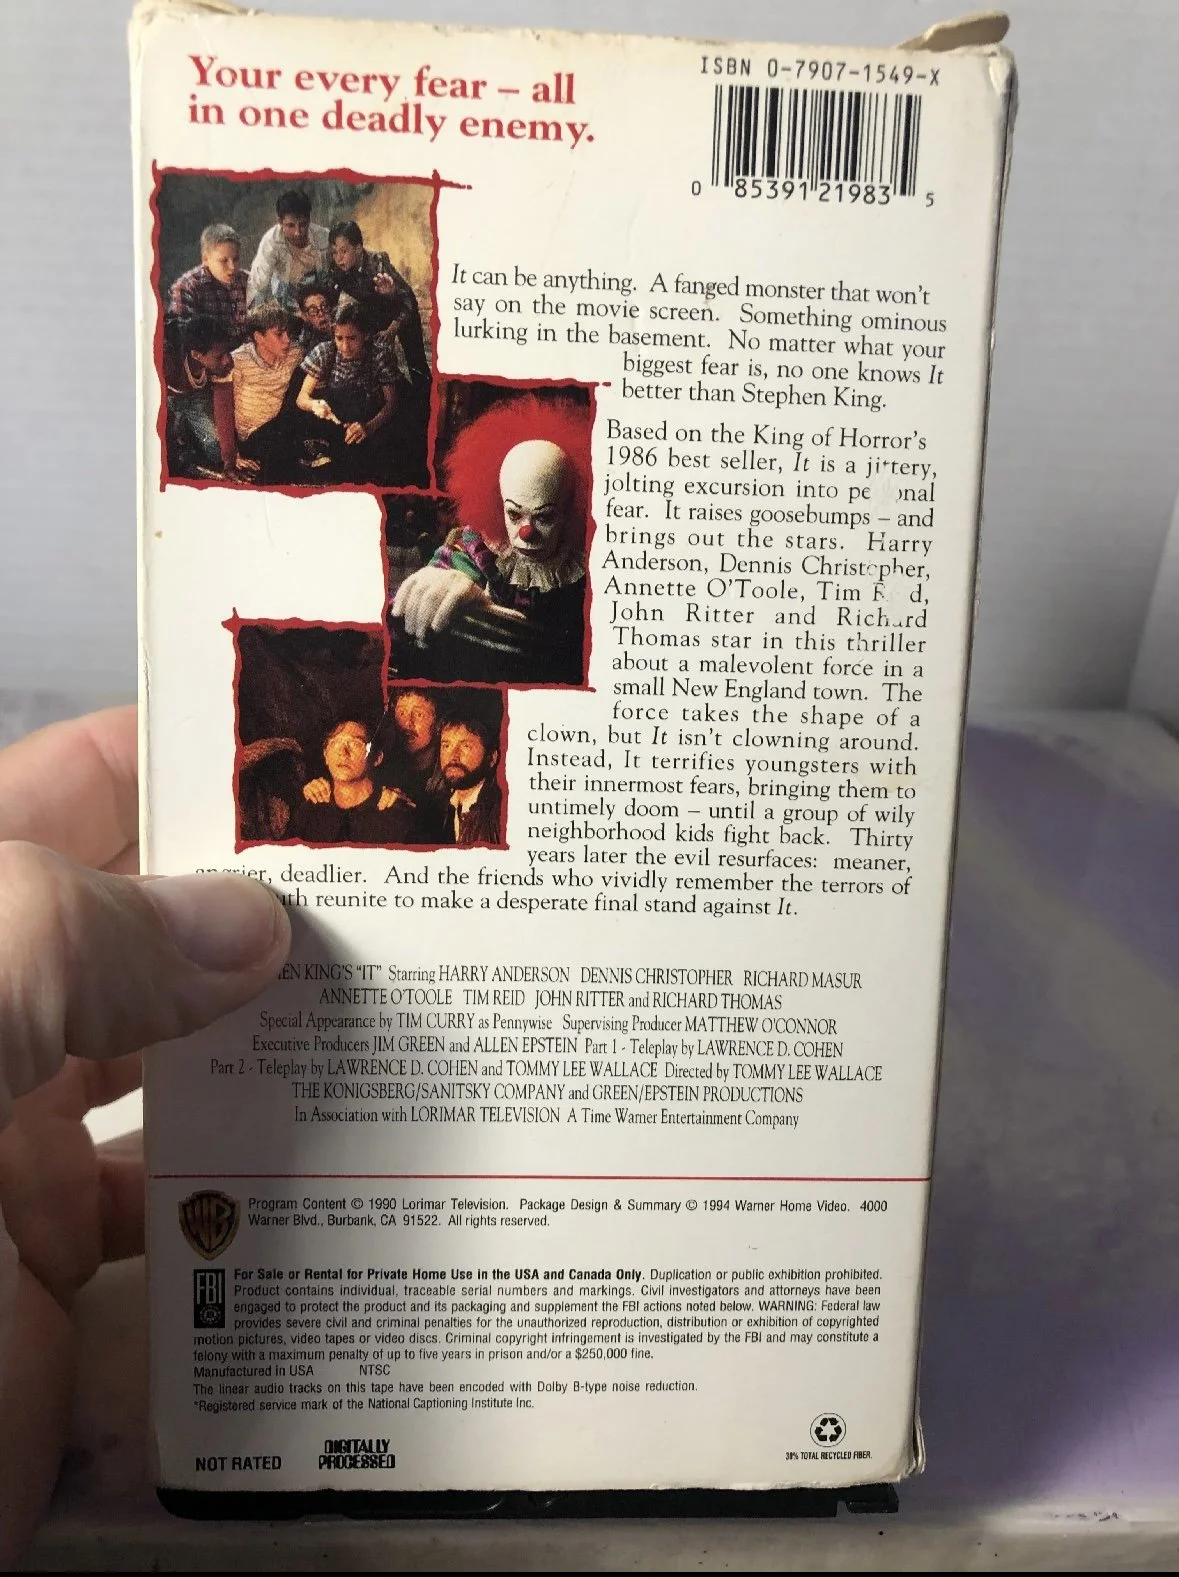 Your every fear – all
in one deadly enemy.
ISBN 0-7907-1549-X
0 85391 21983 5
It can be anything. A fanged monster that won't
say on the movie screen. Something ominous
lurking in the basement. No matter what your
biggest fear is, no one knows It
better than Stephen King.
Based on the King of Horror's
1986 best seller, It is a jittery,
jolting excursion into
fear. It raises goosebumps – and
brings out the stars. Harry
Anderson, Dennis Christopher,
Annette O'Toole, Tim
John Ritter and Richard
Thomas star in this thriller
about a malevolent force in a
small New England town. The
force takes the shape of a
clown, but It isn't clowning around.
Instead, It terrifies youngsters with
their innermost fears, bringing them to
untimely doom – until a group of wily
neighborhood kids fight back. Thirty
years later the evil resurfaces: meaner,
angrier, deadlier. And the friends who vividly remember the terrors of
reunite to make a desperate final stand against It.
KING'S "IT" Starring HARRY ANDERSON DENNIS CHRISTOPHER RICHARD MASUR
ANNETTE O'TOOLE TIM REID JOHN RITTER and RICHARD THOMAS
Special Appearance by TIM CURRY as Pennywise Supervising Producer MATTHEW O'CONNOR
Executive Producers JIM GREEN and ALLEN EPSTEIN Part 1 - Teleplay by LAWRENCE D. COHEN
Part 2 - Teleplay by LAWRENCE D. COHEN and TOMMY LEE WALLACE Directed by TOMMY LEE WALLACE
THE KONIGSBERG/SANITSKY COMPANY and GREEN/EPSTEIN PRODUCTIONS
In Association with LORIMAR TELEVISION A Time Warner Entertainment Company
WB
Program Content © 1990 Lorimar Television. Package Design & Summary © 1994 Warner Home Video. 4000
Warner Blvd., Burbank, CA 91522. All rights reserved.
FBI
For Sale or Rental for Private Home Use in the USA and Canada Only. Duplication or public exhibition prohibited.
Product contains individual, traceable serial numbers and markings. Civil investigators and attorneys have been
engaged to protect the product and its packaging and supplement the FBI actions noted below. WARNING: Federal law
provides severe civil and criminal penalties for the unauthorized reproduction, distribution or exhibition of copyrighted
motion pictures, video tapes or video discs. Criminal copyright infringement is investigated by the FBI and may constitute a
felony with a maximum penalty of up to five years in prison and/or a $250,000 fine.
Manufactured in USA NTSC
The linear audio tracks on this tape have been encoded with Dolby B-type noise reduction.
*Registered service mark of the National Captioning Institute Inc.
NOT RATED
DIGITALLY
PROCESSED
38% TOTAL RECYCLED FIBER.